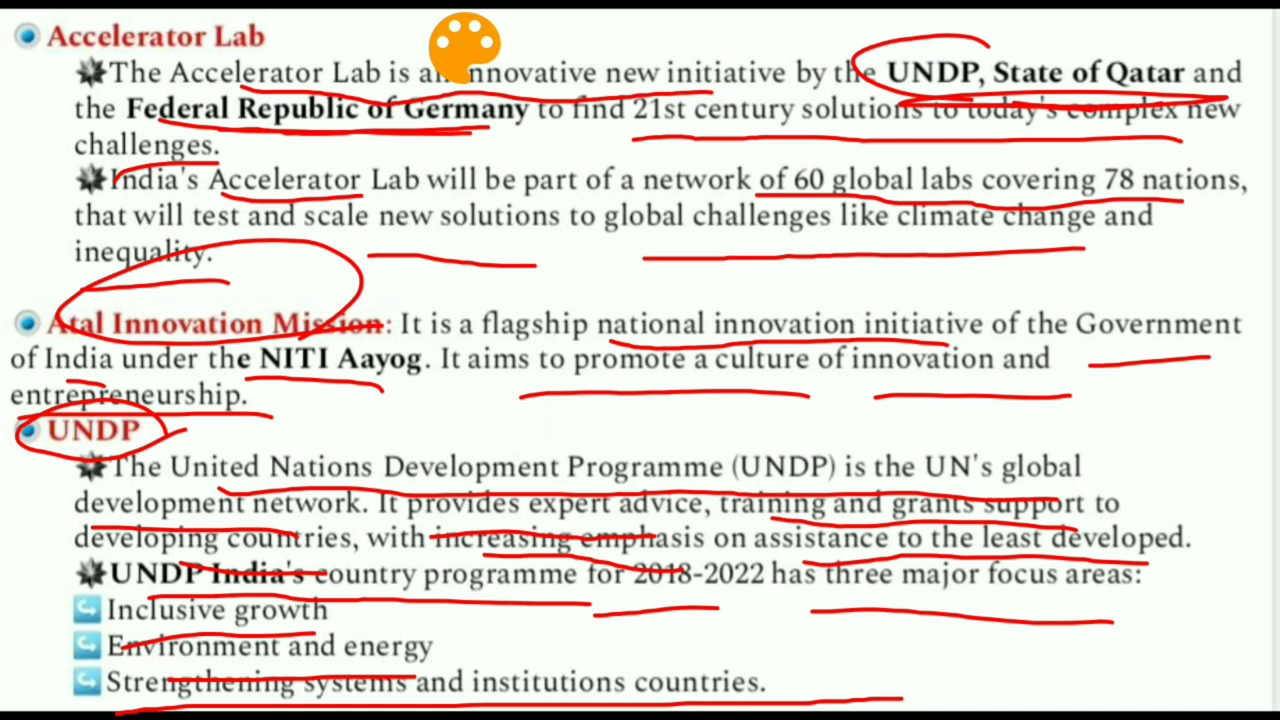 Accelerator Lab
The Accelerator Lab is an innovative new initiative by the UNDP, State of Qatar and
the Federal Republic of Germany to find 21st century solutions to today's complex new
challenges.
India's Accelerator Lab will be part of a network of 60 global labs covering 78 nations,
that will test and scale new solutions to global challenges like climate change and
inequality.
Atal Innovation Mission: It is a flagship national innovation initiative of the Government
of India under the NITI Aayog. It aims to promote a culture of innovation and
entrepreneurship.
UNDP
The United Nations Development Programme (UNDP) is the UN's global
development network. It provides expert advice, training and grants support to
developing countries, with increasing emphasis on assistance to the least developed.
UNDP India's country programme for 2018-2022 has three major focus areas:
Inclusive growth
Environment and energy
Strengthening systems and institutions countries.